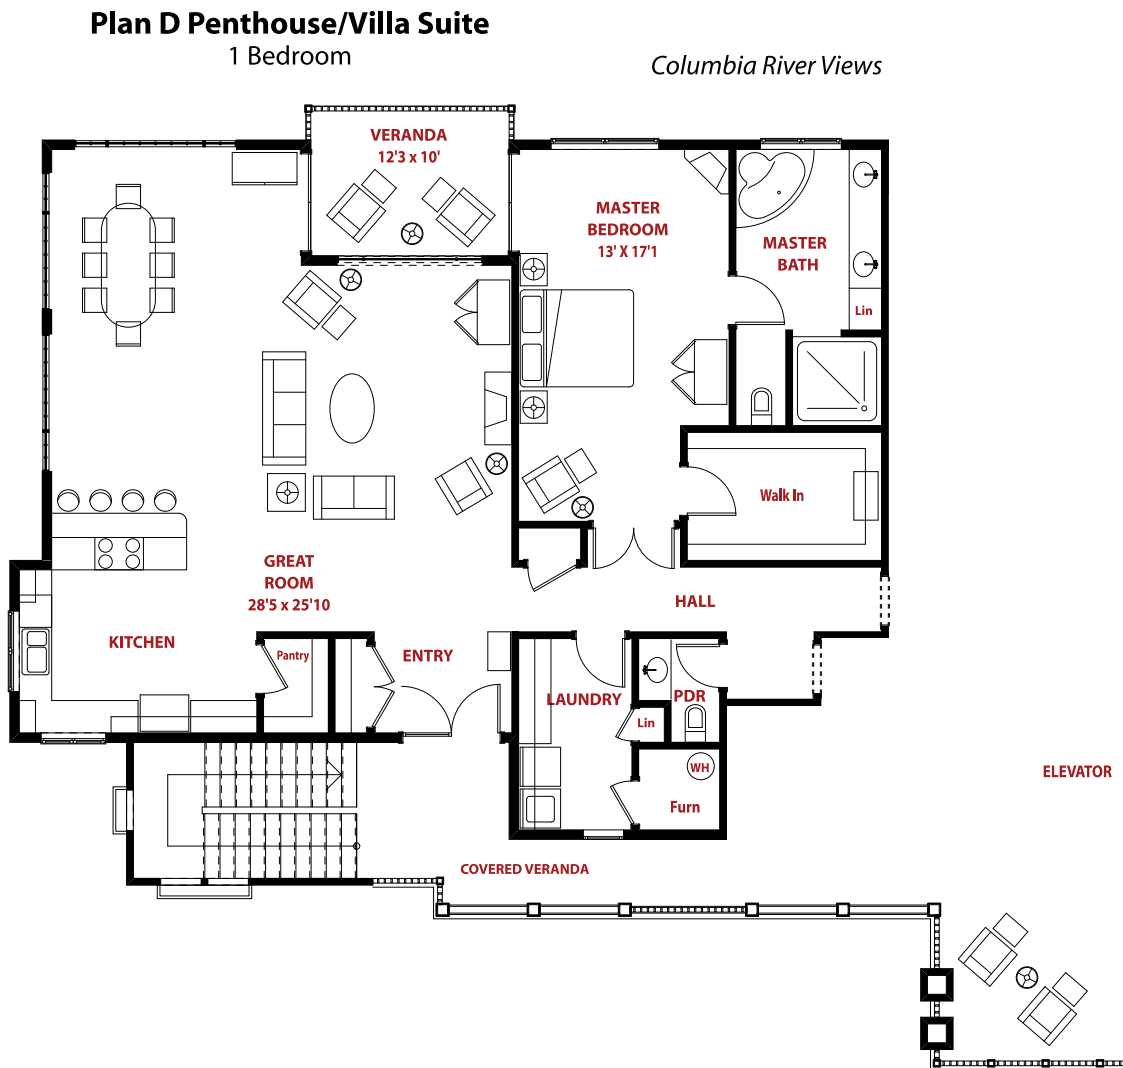 Plan D Penthouse/Villa Suite
1 Bedroom
Columbia River Views
VERANDA
12'3 x 10'
MASTER
BEDROOM
13' X 17'1
MASTER
BATH
Lin
Walk In
GREAT
ROOM
28'5 x 25'10
HALL
KITCHEN
Pantry
ENTRY
LAUNDRY
PDR
Lin
WH
Furn
ELEVATOR
COVERED VERANDA